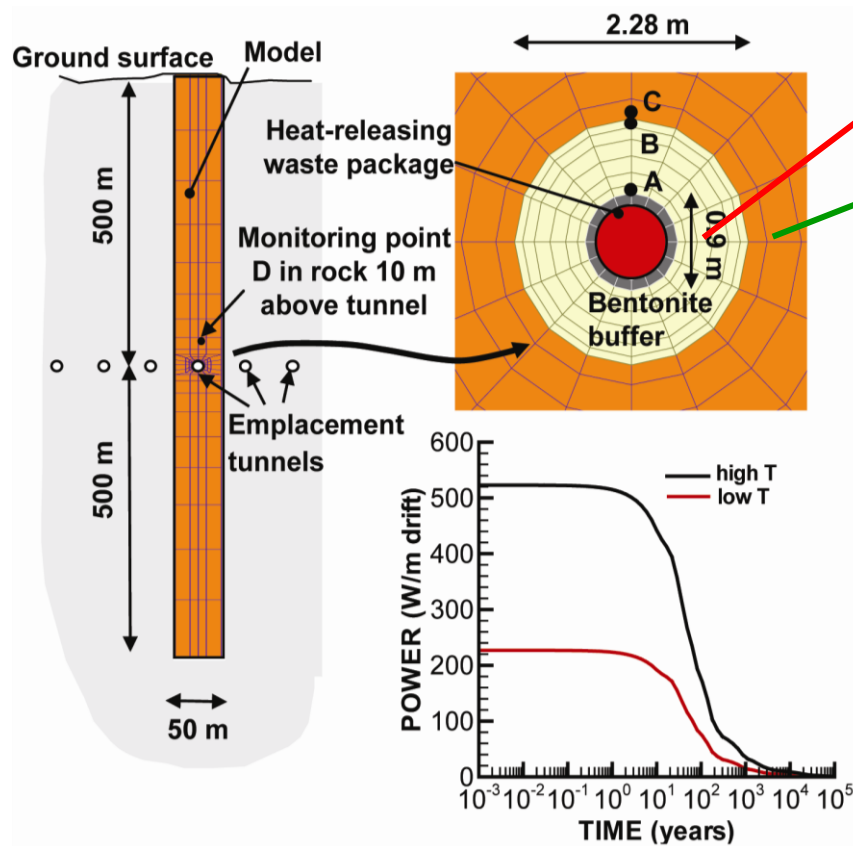 Ground surface
Model
500 m
Monitoring point
D in rock 10 m
above tunnel
Emplacement
tunnels
500 m
50 m
2.28 m
Heat-releasing
waste package
C
B
A
0.9 m
Bentonite
buffer
600
500
400
300
200
100
0
POWER (W/m drift)
high T
low T
10-3 10-2 10-1 100 101 102 103 104 105
TIME (years)